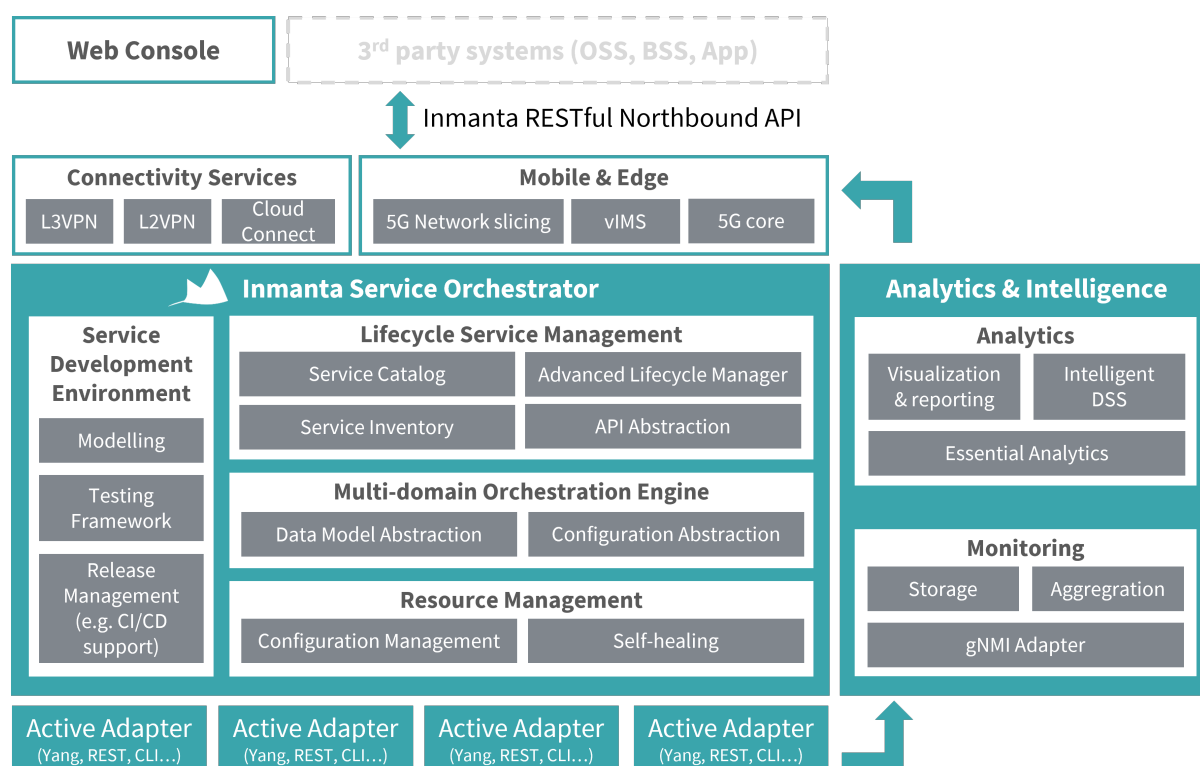 Web Console
3rd party systems (OSS, BSS, App)
Inmanta RESTful Northbound API
Connectivity Services
L3VPN
L2VPN
Cloud
Connect
Mobile & Edge
5G Network slicing
vIMS
5G core
Inmanta Service Orchestrator
Service
Development
Environment
Modelling
Testing
Framework
Release
Management
(e.g. CI/CD
support)
Lifecycle Service Management
Service Catalog
Advanced Lifecycle Manager
Service Inventory
API Abstraction
Multi-domain Orchestration Engine
Data Model Abstraction
Configuration Abstraction
Resource Management
Configuration Management
Self-healing
Analytics & Intelligence
Analytics
Visualization
& reporting
Intelligent
DSS
Essential Analytics
Monitoring
Storage
Aggregration
gNMI Adapter
Active Adapter
(Yang, REST, CLI...)
Active Adapter
(Yang, REST, CLI...)
Active Adapter
(Yang, REST, CLI...)
Active Adapter
(Yang, REST, CLI...)